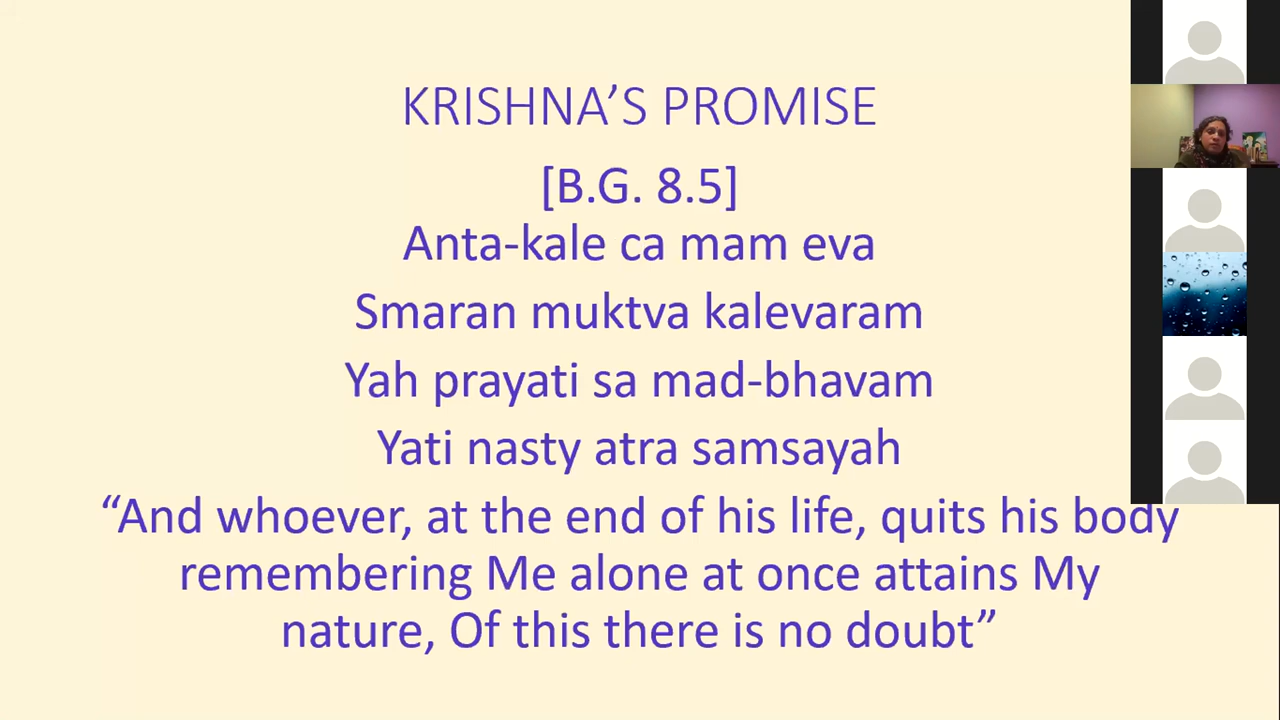 KRISHNA’S PROMISE
[B.G. 8.5]
Anta-kale ca mam eva
Smaran muktva kalevaram
Yah prayati sa mad-bhavam
Yati nasty atra samsayah
“And whoever, at the end of his life, quits his body
remembering Me alone at once attains My
nature, Of this there is no doubt”